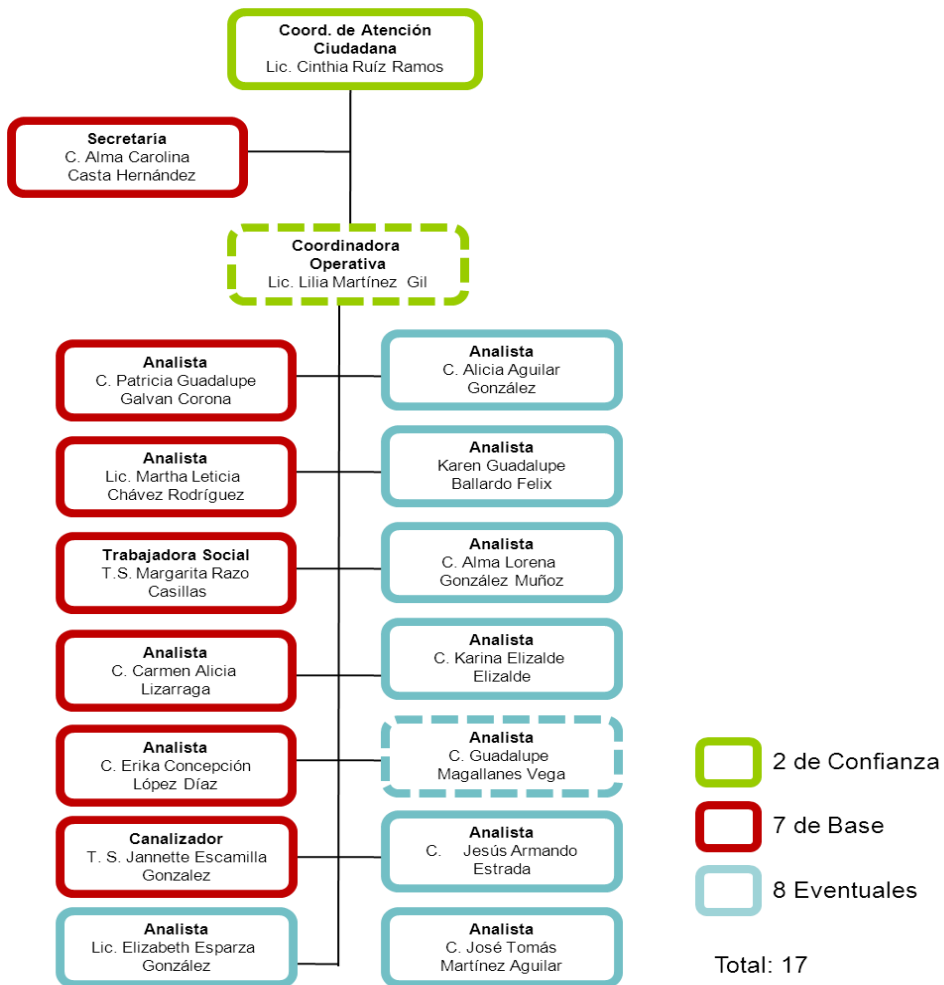 Coord. de Atención
Ciudadana
Lic. Cinthia Ruíz Ramos
Secretaría
C. Alma Carolina
Casta Hernández
Coordinadora
Operativa
Lic. Lilia Martínez Gil
Analista
C. Patricia Guadalupe
Galvan Corona
Analista
C. Alicia Aguilar
González
Analista
Lic. Martha Leticia
Chávez Rodríguez
Analista
Karen Guadalupe
Ballardo Felix
Trabajadora Social
T.S. Margarita Razo
Casillas
Analista
C. Alma Lorena
González Muñoz
Analista
C. Carmen Alicia
Lizarraga
Analista
C. Karina Elizalde
Elizalde
Analista
C. Erika Concepción
López Díaz
Analista
C. Guadalupe
Magallanes Vega
Canalizador
T. S. Jannette Escamilla
Gonzalez
Analista
C. Jesús Armando
Estrada
Analista
Lic. Elizabeth Esparza
González
Analista
C. José Tomás
Martínez Aguilar
2 de Confianza
7 de Base
8 Eventuales
Total: 17